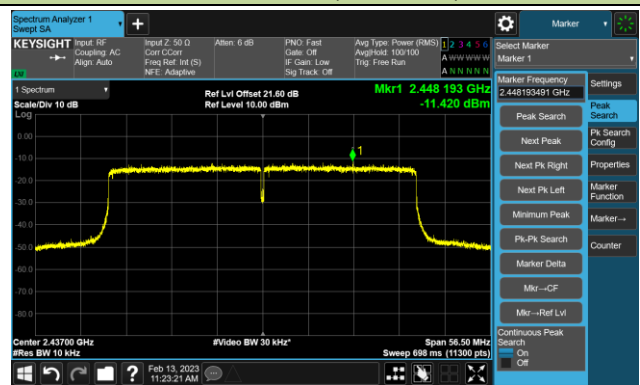 Spectrum Analyzer 1
Swept SA
Marker
KEYSIGHT
Input: RF
Coupling: AC
Align: Auto
Input Z: 50 Ω
Corr CCorr
Freq Ref: Int (S)
NFE: Adaptive
Atten: 6 dB
PNO: Fast
Gate: Off
IF Gain: Low
Sig Track: Off
Avg Type: Power (RMS)
Avg|Hold: 100/100
Trig: Free Run
1 2 3 4 5 6
A W W W W W
A N N N N N
LXI
Select Marker
Marker 1
1 Spectrum
Scale/Div 10 dB
Log
Ref Lvl Offset 21.60 dB
Ref Level 10.00 dBm
Mkr1 2.448 193 GHz
-11.420 dBm
0.00
-10.0
-20.0
-30.0
-40.0
-50.0
-60.0
-70.0
-80.0
1
Center 2.43700 GHz
#Res BW 10 kHz
#Video BW 30 kHz*
Span 56.50 MHz
Sweep 698 ms (11300 pts)
Marker Frequency
2.448193491 GHz
Peak Search
Next Peak
Next Pk Right
Next Pk Left
Minimum Peak
Pk-Pk Search
Marker Delta
Mkr→CF
Mkr→Ref Lvl
Continuous Peak
Search
On
Off
Settings
Peak
Search
Pk Search
Config
Properties
Marker
Function
Marker→
Counter
?
Feb 13, 2023
11:23:21 AM